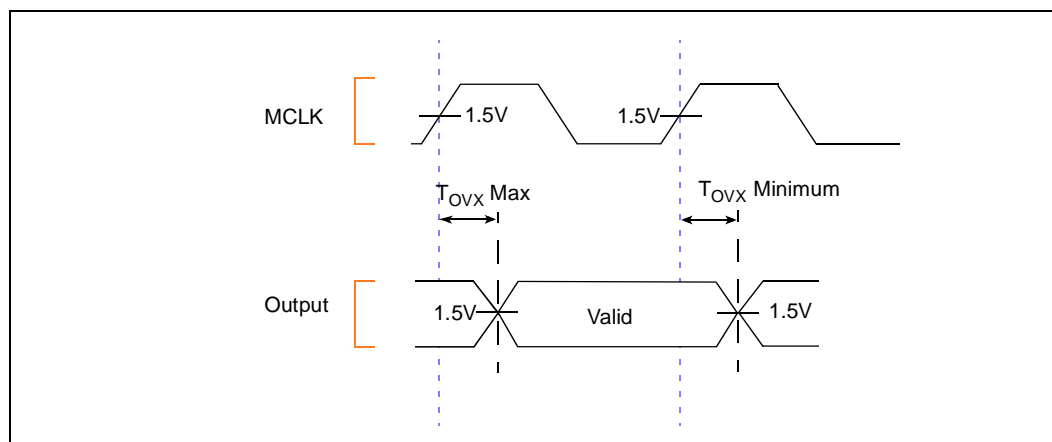 MCLK
1.5V
1.5V
TOVX Max
TOVX Minimum
Output
1.5V
Valid
1.5V